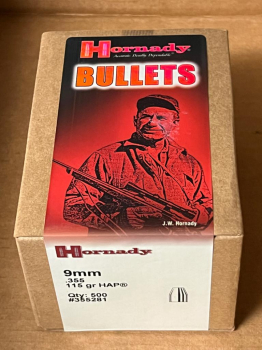 Hornady
Accurate. Deadly. Dependable.
BULLETS
J.W. Hornady
Hornady
9mm
.355
115 gr HAP®
Qty: 500
#355281